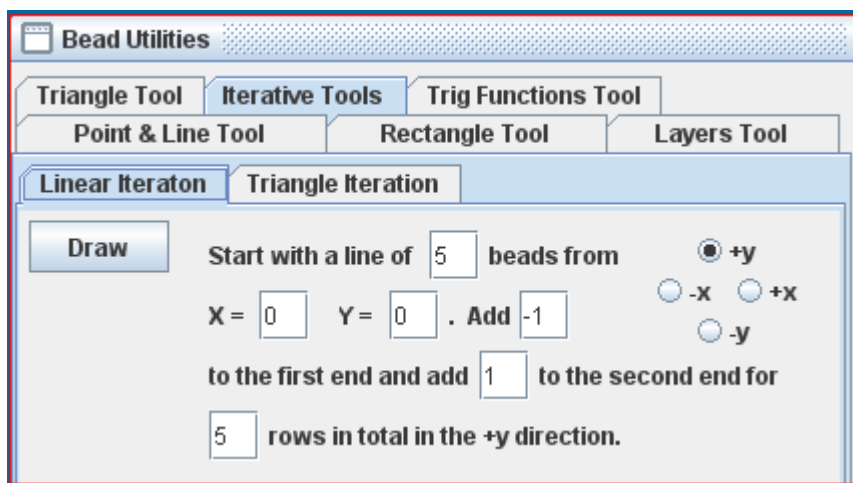 Bead Utilities
Triangle Tool Iterative Tools Trig Functions Tool
Point & Line Tool Rectangle Tool Layers Tool
Linear Iteraton Triangle Iteration
Draw Start with a line of 5 beads from +y
-x +x
X = 0 Y = 0 . Add -1
-y
to the first end and add 1 to the second end for
5 rows in total in the +y direction.